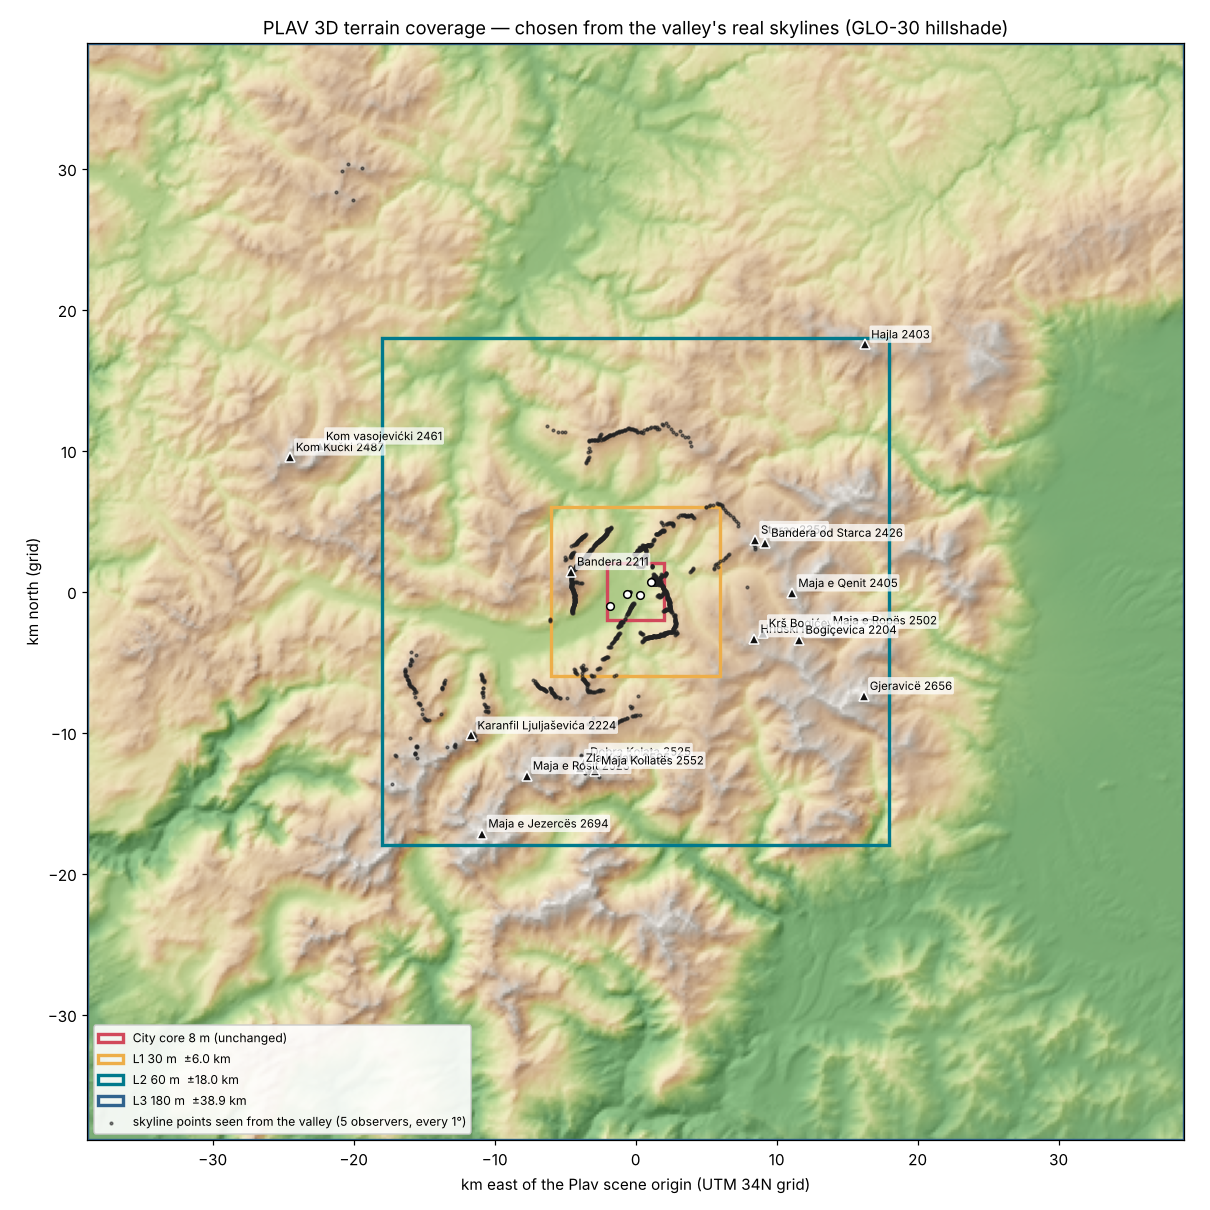 PLAV 3D terrain coverage — chosen from the valley's real skylines (GLO-30 hillshade)
km north (grid)
30
20
10
0
−10
−20
−30
Hajla 2403
Kom vasojevićki 2461
Kom Kučki 2487
Bandera od Starca 2426
Bandera 2211
Maja e Qenit 2405
Krš
Maja e 2502
Bogićevica 2204
Gjeravicë 2656
Karanfil Ljuljaševića 2224
2525
Maja Kollatës 2552
Maja e
Maja e Jezercës 2694
City core 8 m (unchanged)
L1 30 m ±6.0 km
L2 60 m ±18.0 km
L3 180 m ±38.9 km
skyline points seen from the valley (5 observers, every 1°)
−30
−20
−10
0
10
20
30
km east of the Plav scene origin (UTM 34N grid)